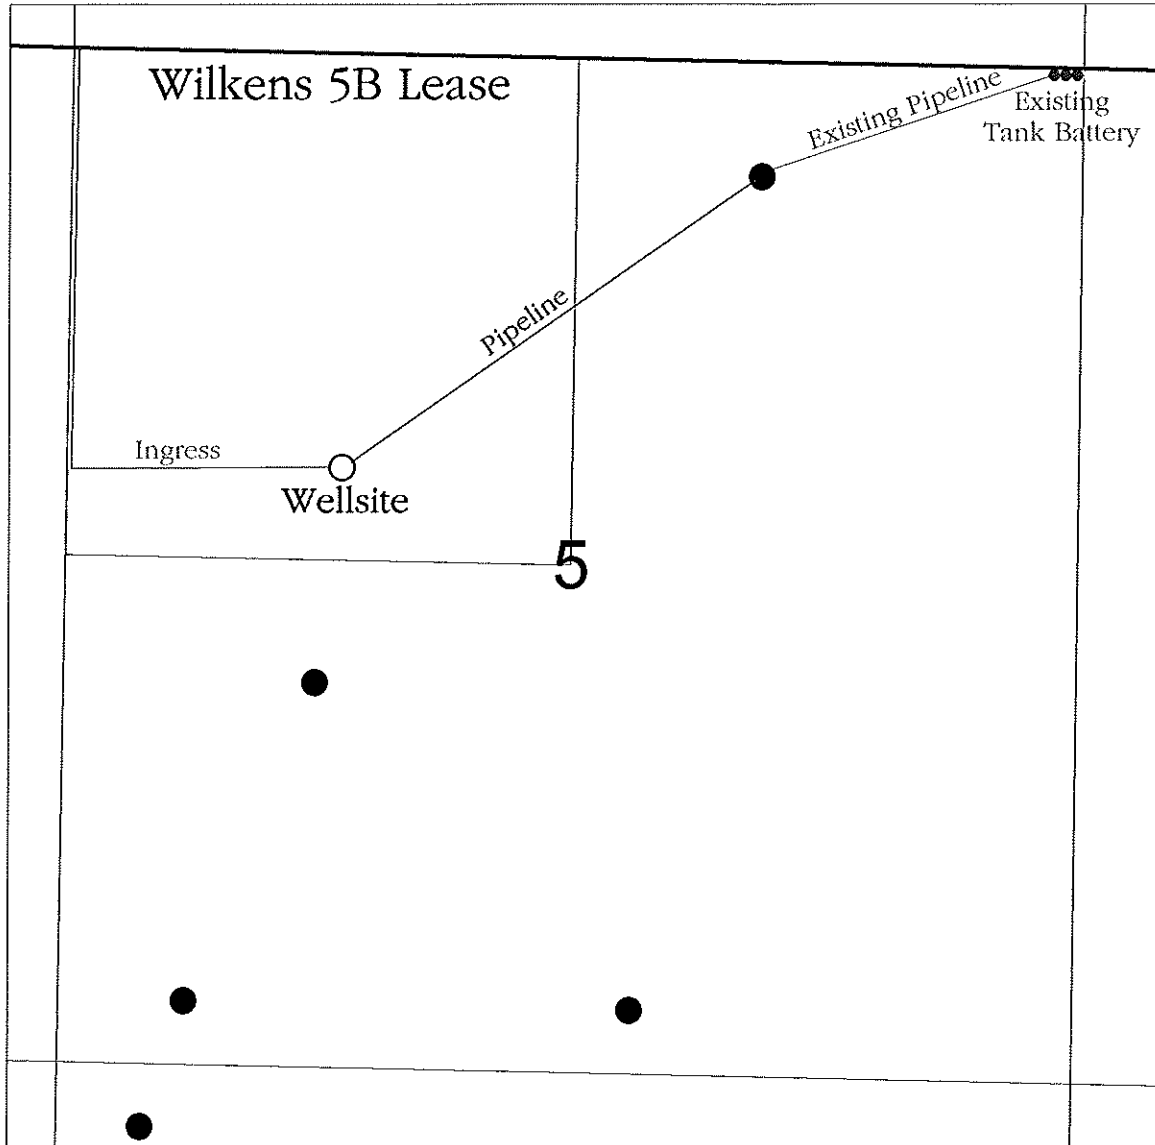 Wilkens 5B Lease
Existing Pipeline
Existing
Tank Battery
Pipeline
Ingress
Wellsite
5